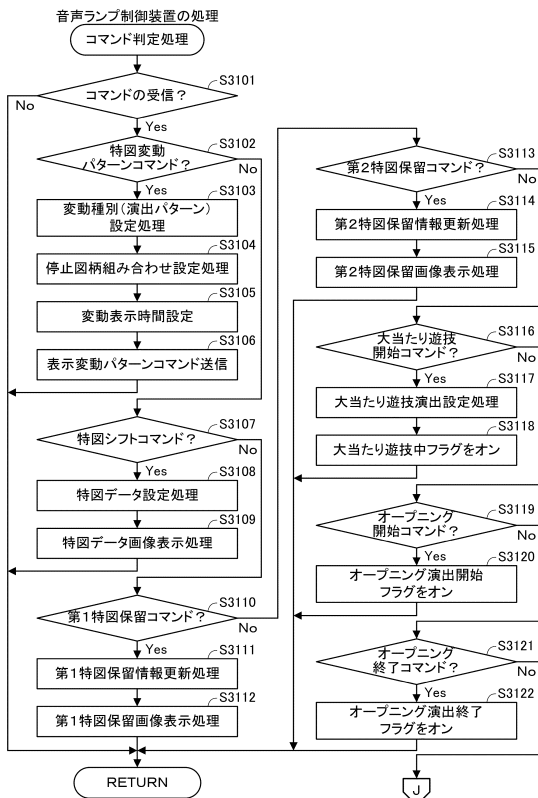 音声ランプ制御装置の処理
コマンド判定処理
S3101
コマンドの受信?
No
Yes
S3102
特図変動
パターンコマンド?
No
Yes
S3103
変動種別(演出パターン)
設定処理
S3104
停止図柄組み合わせ設定処理
S3105
変動表示時間設定
S3106
表示変動パターンコマンド送信
S3107
特図シフトコマンド?
No
Yes
S3108
特図データ設定処理
S3109
特図データ画像表示処理
S3110
第1特図保留コマンド?
No
Yes
S3111
第1特図保留情報更新処理
S3112
第1特図保留画像表示処理
RETURN
S3113
第2特図保留コマンド?
No
Yes
S3114
第2特図保留情報更新処理
S3115
第2特図保留画像表示処理
S3116
大当たり遊技
開始コマンド?
No
Yes
S3117
大当たり遊技演出設定処理
S3118
大当たり遊技中フラグをオン
S3119
オープニング
開始コマンド?
No
Yes
S3120
オープニング演出開始
フラグをオン
S3121
オープニング
終了コマンド?
No
Yes
S3122
オープニング演出終了
フラグをオン
J